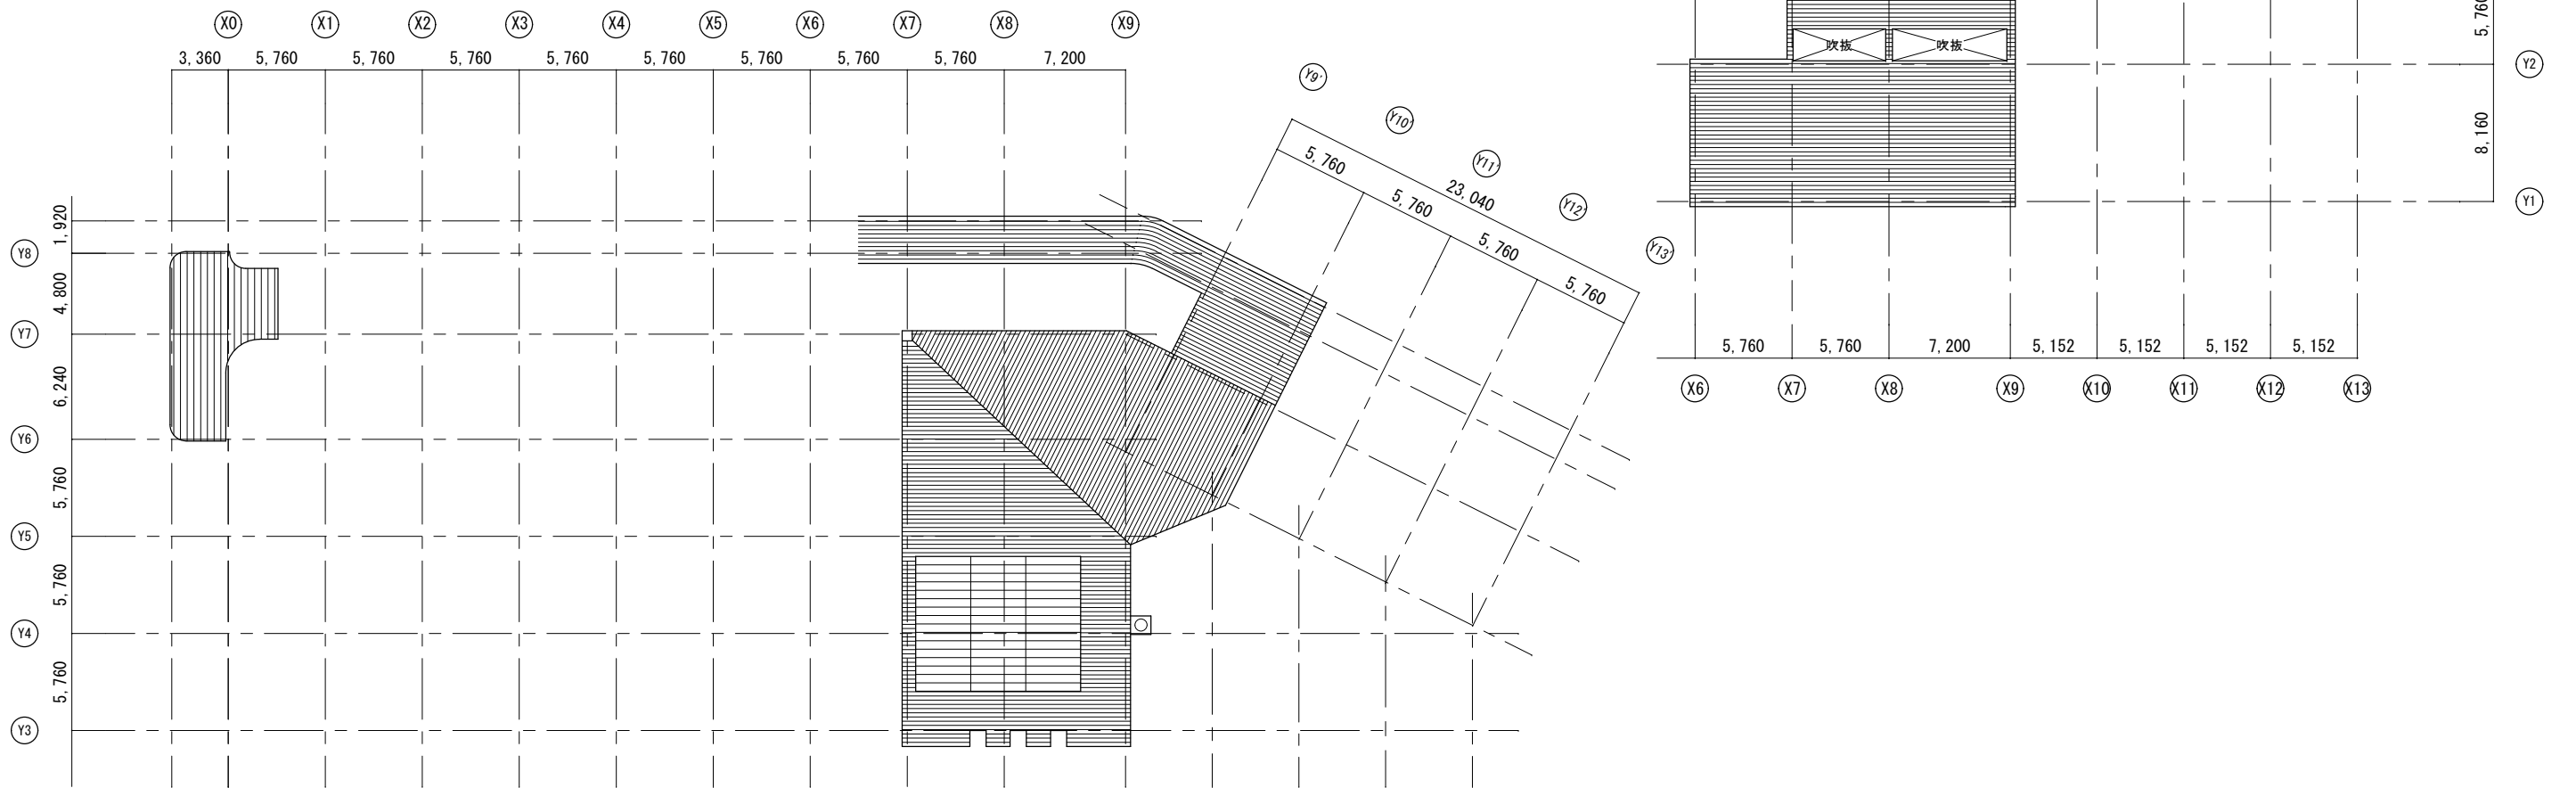 X0 X1 X2 X3 X4 X5 X6 X7 X8 X9
3,360 5,760 5,760 5,760 5,760 5,760 5,760 5,760 5,760 7,200
Y9' Y10' Y11' Y12' Y13'
5,760 5,760 5,760 5,760
23,040
1,920
Y8
4,800
Y7
6,240
Y6
5,760
Y5
5,760
Y4
5,760
Y3
吹抜 吹抜
5,760
Y2
8,160
Y1
5,760 5,760 7,200 5,152 5,152 5,152 5,152
X6 X7 X8 X9 X10 X11 X12 X13